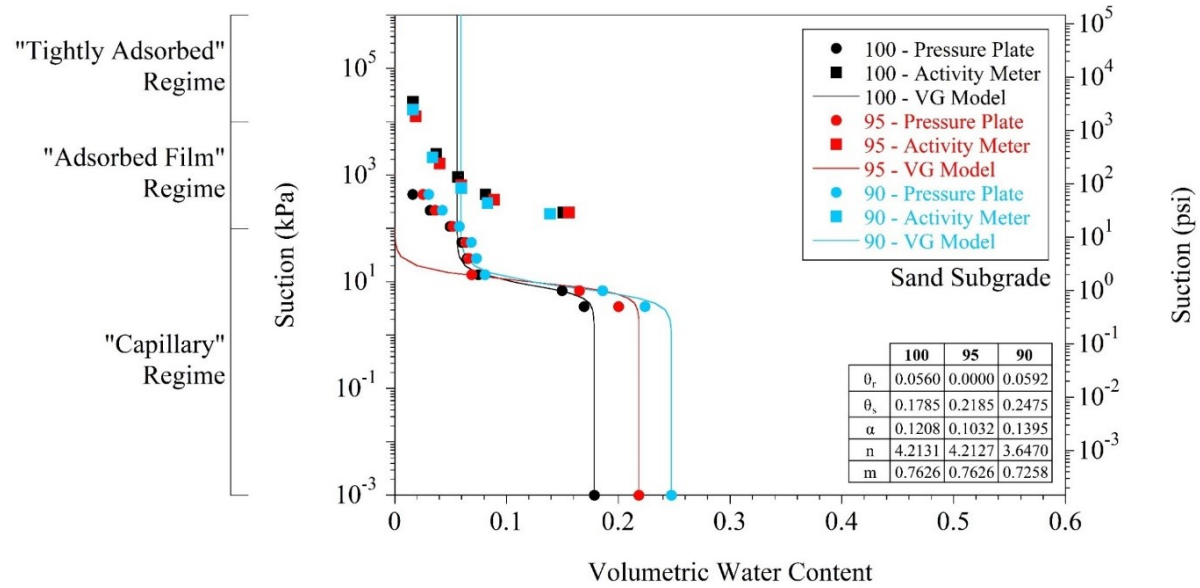 "Tightly Adsorbed"
Regime
"Adsorbed Film"
Regime
"Capillary"
Regime
Suction (kPa)
10^5
10^3
10^1
10^-1
10^-3
0
0.1
0.2
0.3
0.4
0.5
0.6
Volumetric Water Content
100 - Pressure Plate
100 - Activity Meter
100 - VG Model
95 - Pressure Plate
95 - Activity Meter
95 - VG Model
90 - Pressure Plate
90 - Activity Meter
90 - VG Model
Sand Subgrade
100 95 90
θr 0.0560 0.0000 0.0592
θs 0.1785 0.2185 0.2475
α 0.1208 0.1032 0.1395
n 4.2131 4.2127 3.6470
m 0.7626 0.7626 0.7258
10^5
10^4
10^3
10^2
10^1
10^0
10^-1
10^-2
10^-3
Suction (psi)